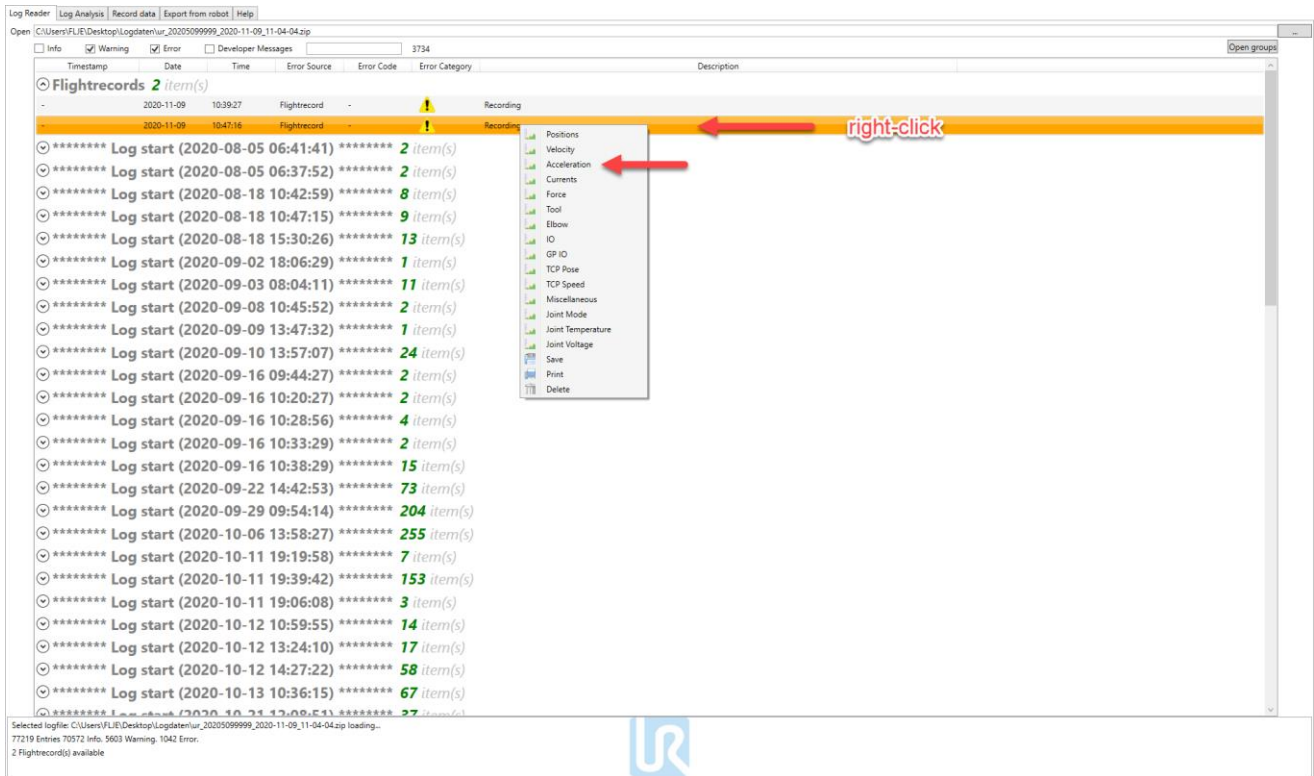 Log Reader Log Analysis Record data Export from robot Help
Open C:\Users\FLJE\Desktop\Logdaten\ur_20205099999_2020-11-09_11-04-04.zip ...
Info Warning Error Developer Messages 3734 Open groups
Timestamp Date Time Error Source Error Code Error Category Description
Flightrecords 2 item(s)
- 2020-11-09 10:39:27 Flightrecord - Recording
- 2020-11-09 10:47:16 Flightrecord - Recording
right-click
Positions
Velocity
Acceleration
Currents
Force
Tool
Elbow
IO
GP IO
TCP Pose
TCP Speed
Miscellaneous
Joint Mode
Joint Temperature
Joint Voltage
Save
Print
Delete
******** Log start (2020-08-05 06:41:41) ******** 2 item(s)
******** Log start (2020-08-05 06:37:52) ******** 2 item(s)
******** Log start (2020-08-18 10:42:59) ******** 8 item(s)
******** Log start (2020-08-18 10:47:15) ******** 9 item(s)
******** Log start (2020-08-18 15:30:26) ******** 13 item(s)
******** Log start (2020-09-02 18:06:29) ******** 1 item(s)
******** Log start (2020-09-03 08:04:11) ******** 11 item(s)
******** Log start (2020-09-08 10:45:52) ******** 2 item(s)
******** Log start (2020-09-09 13:47:32) ******** 1 item(s)
******** Log start (2020-09-10 13:57:07) ******** 24 item(s)
******** Log start (2020-09-16 09:44:27) ******** 2 item(s)
******** Log start (2020-09-16 10:20:27) ******** 2 item(s)
******** Log start (2020-09-16 10:28:56) ******** 4 item(s)
******** Log start (2020-09-16 10:33:29) ******** 2 item(s)
******** Log start (2020-09-16 10:38:29) ******** 15 item(s)
******** Log start (2020-09-22 14:42:53) ******** 73 item(s)
******** Log start (2020-09-29 09:54:14) ******** 204 item(s)
******** Log start (2020-10-06 13:58:27) ******** 255 item(s)
******** Log start (2020-10-11 19:19:58) ******** 7 item(s)
******** Log start (2020-10-11 19:39:42) ******** 153 item(s)
******** Log start (2020-10-11 19:06:08) ******** 3 item(s)
******** Log start (2020-10-12 10:59:55) ******** 14 item(s)
******** Log start (2020-10-12 13:24:10) ******** 17 item(s)
******** Log start (2020-10-12 14:27:22) ******** 58 item(s)
******** Log start (2020-10-13 10:36:15) ******** 67 item(s)
******** Log start (2020-10-21 12:08:51) ******** 27 item(s)
Selected logfile: C:\Users\FLJE\Desktop\Logdaten\ur_20205099999_2020-11-09_11-04-04.zip loading...
77219 Entries 70572 Info. 5603 Warning. 1042 Error.
2 Flightrecord(s) available
UR